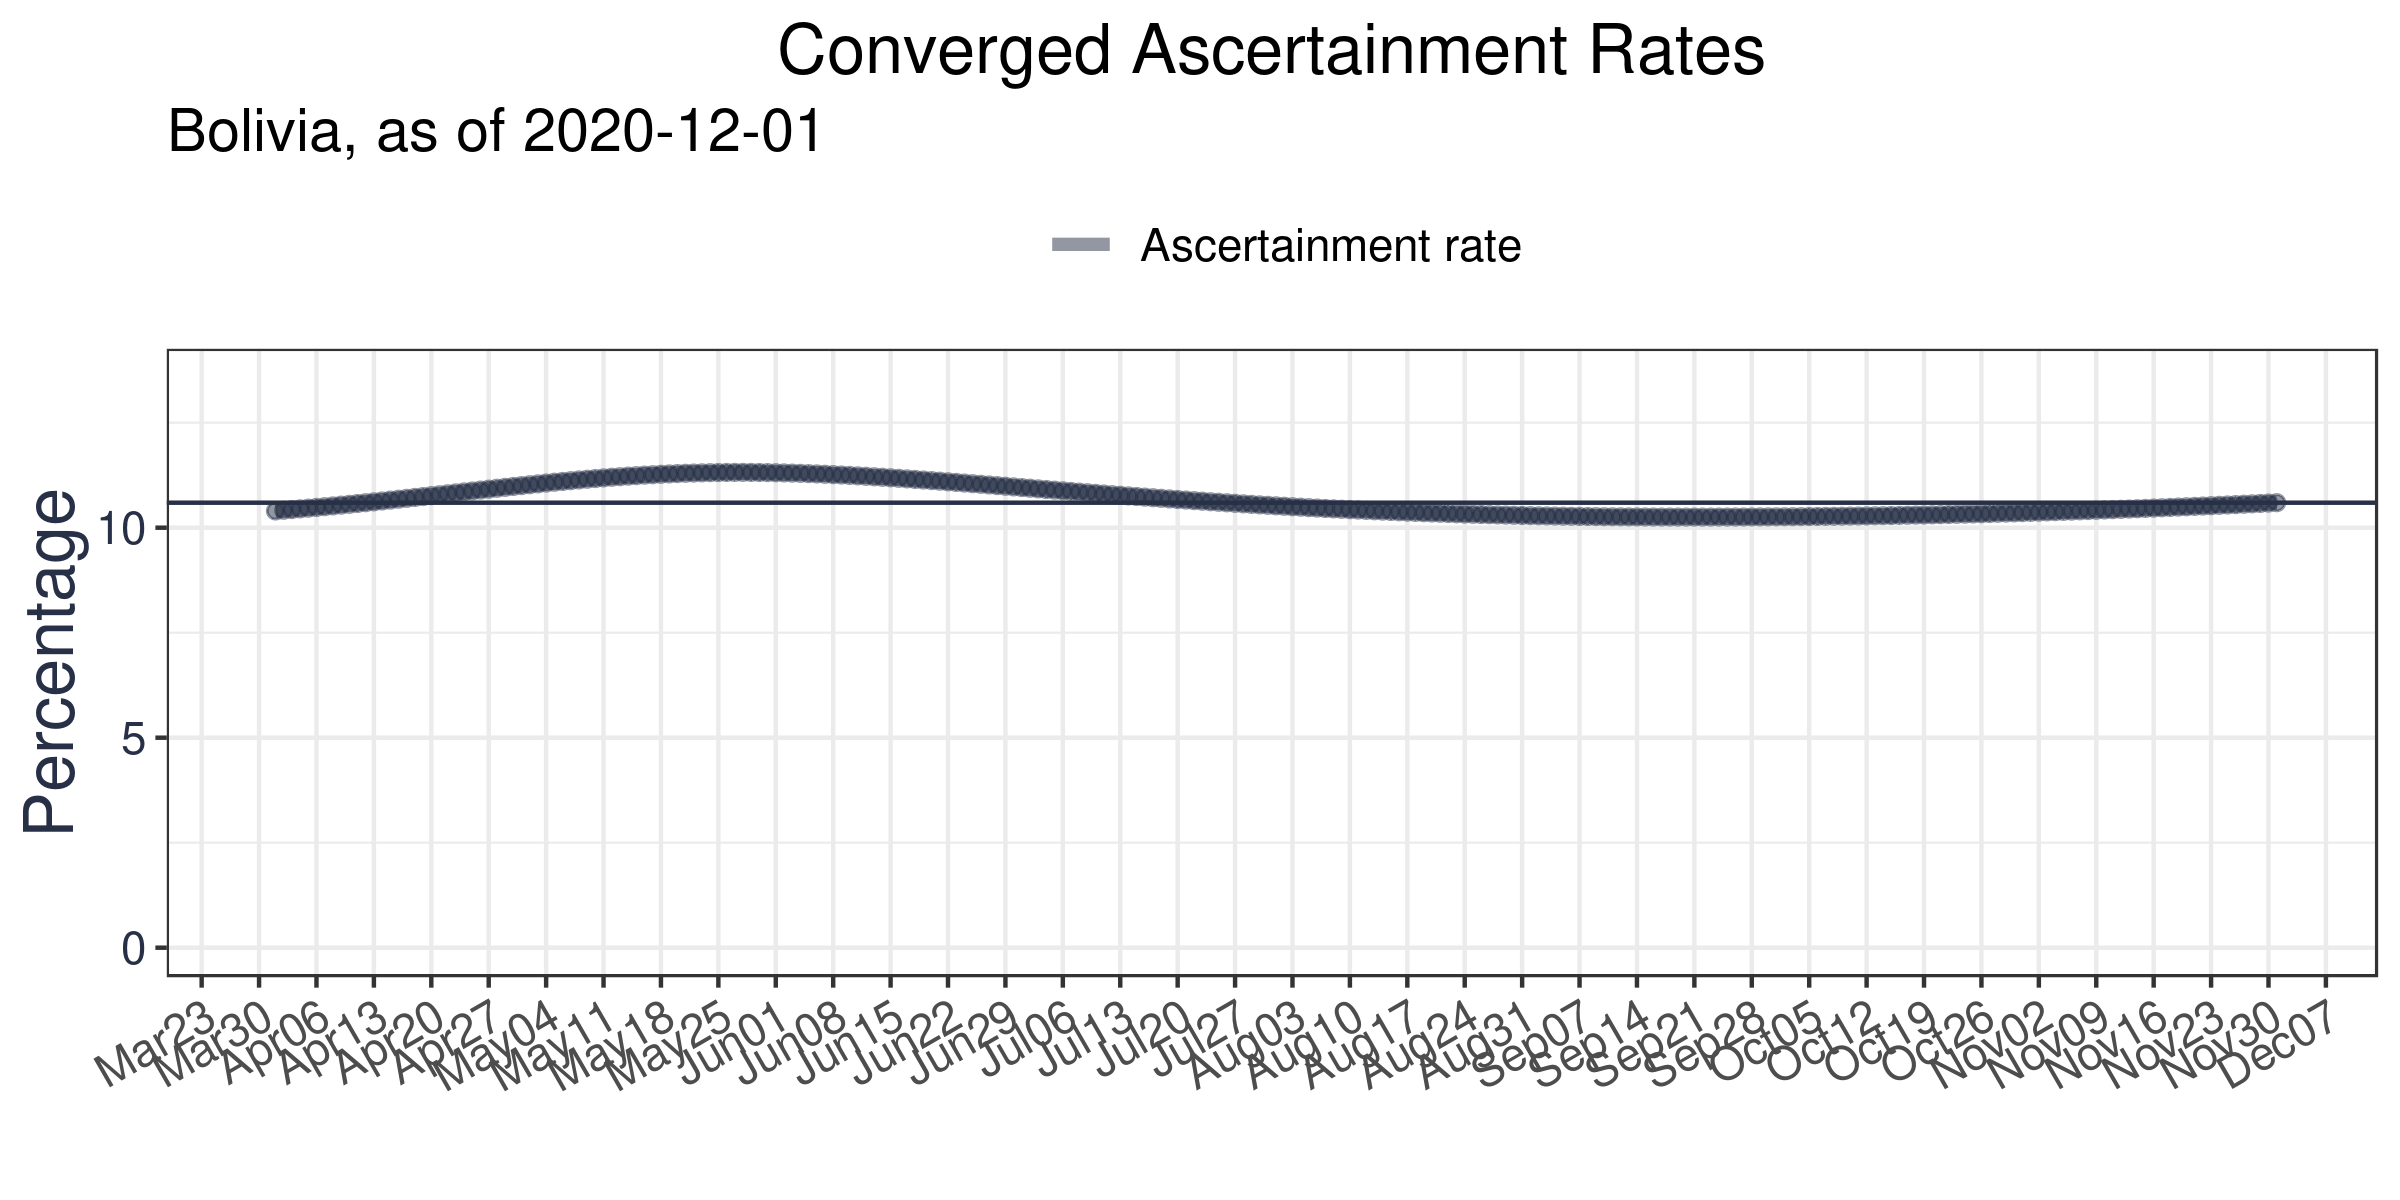 Converged Ascertainment Rates
Bolivia, as of 2020-12-01
Ascertainment rate
Percentage
10
5
0
Mar23
Mar30
Apr06
Apr13
Apr20
Apr27
May04
May11
May18
May25
Jun01
Jun08
Jun15
Jun22
Jun29
Jul06
Jul13
Jul20
Jul27
Aug03
Aug10
Aug17
Aug24
Aug31
Sep07
Sep14
Sep21
Sep28
Oct05
Oct12
Oct19
Oct26
Nov02
Nov09
Nov16
Nov23
Nov30
Dec07